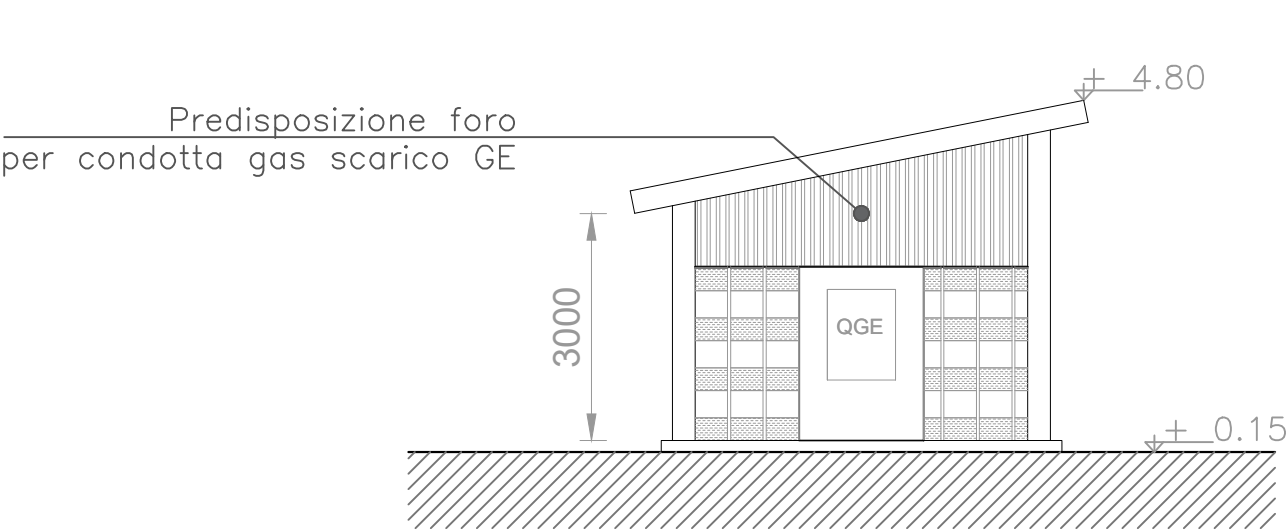 + 4.80
Predisposizione foro
per condotta gas scarico GE
3000
QGE
+ 0.15